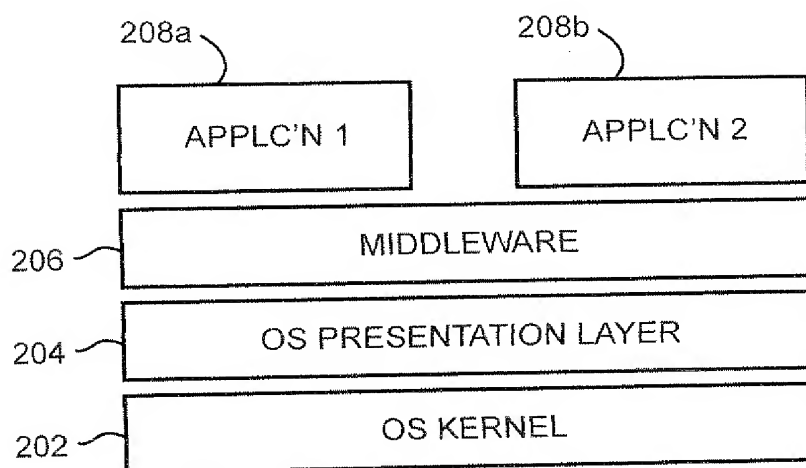 208a
208b
APPLC'N 1
APPLC'N 2
206
MIDDLEWARE
204
OS PRESENTATION LAYER
202
OS KERNEL